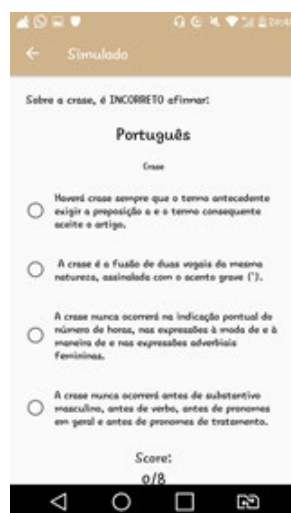 Simulado
Sobre a crase, é INCORRETO afirmar:
Português
Crase
Haverá crase sempre que o termo antecedente
exigir a preposição a e o termo consequente
aceite o artigo.
A crase é a fusão de duas vogais da mesma
natureza, assinalada com o acento grave (`).
A crase nunca ocorrerá na indicação pontual do
número de horas, nas expressões à moda de e à
maneira de e nas expressões adverbiais
femininas.
A crase nunca ocorrerá antes de substantivo
masculino, antes de verbo, antes de pronomes
em geral e antes de pronomes de tratamento.
Score:
0/8